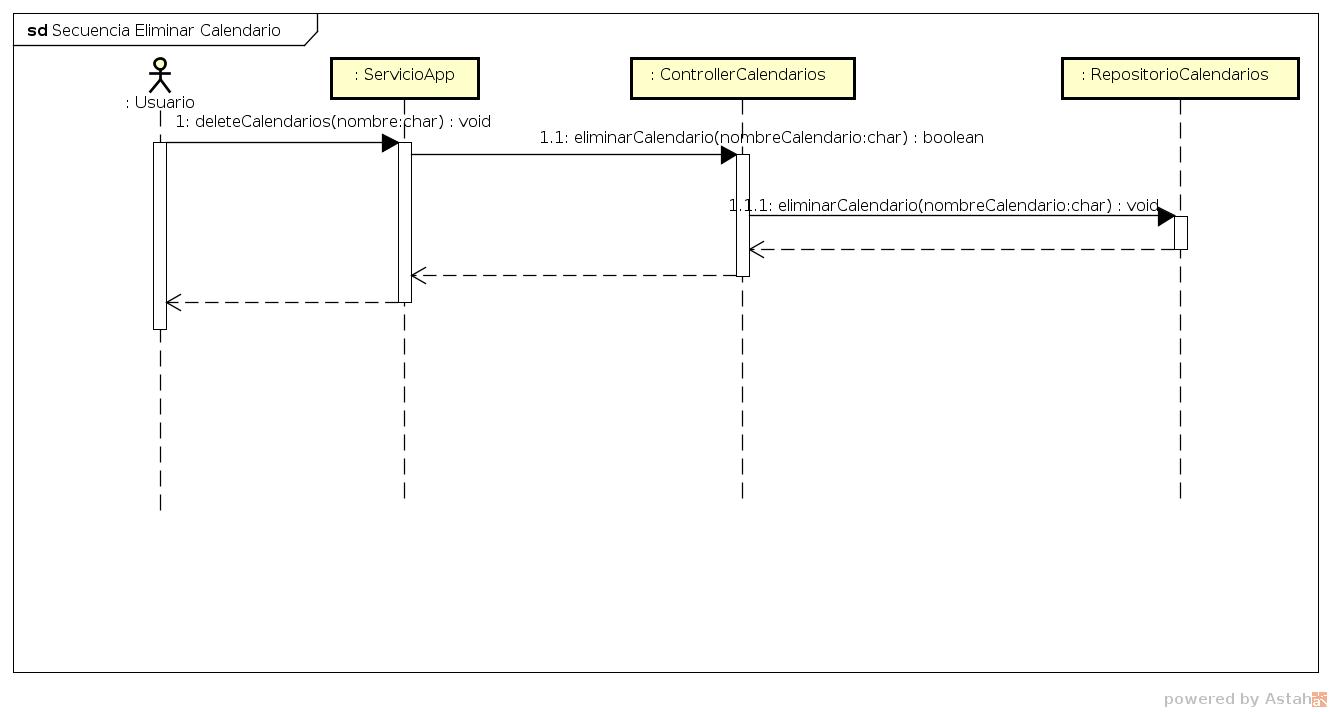 sd Secuencia Eliminar Calendario
: Usuario
: ServicioApp
: ControllerCalendarios
: RepositorioCalendarios
1: deleteCalendarios(nombre:char) : void
1.1: eliminarCalendario(nombreCalendario:char) : boolean
1.1.1: eliminarCalendario(nombreCalendario:char) : void
powered by Astah